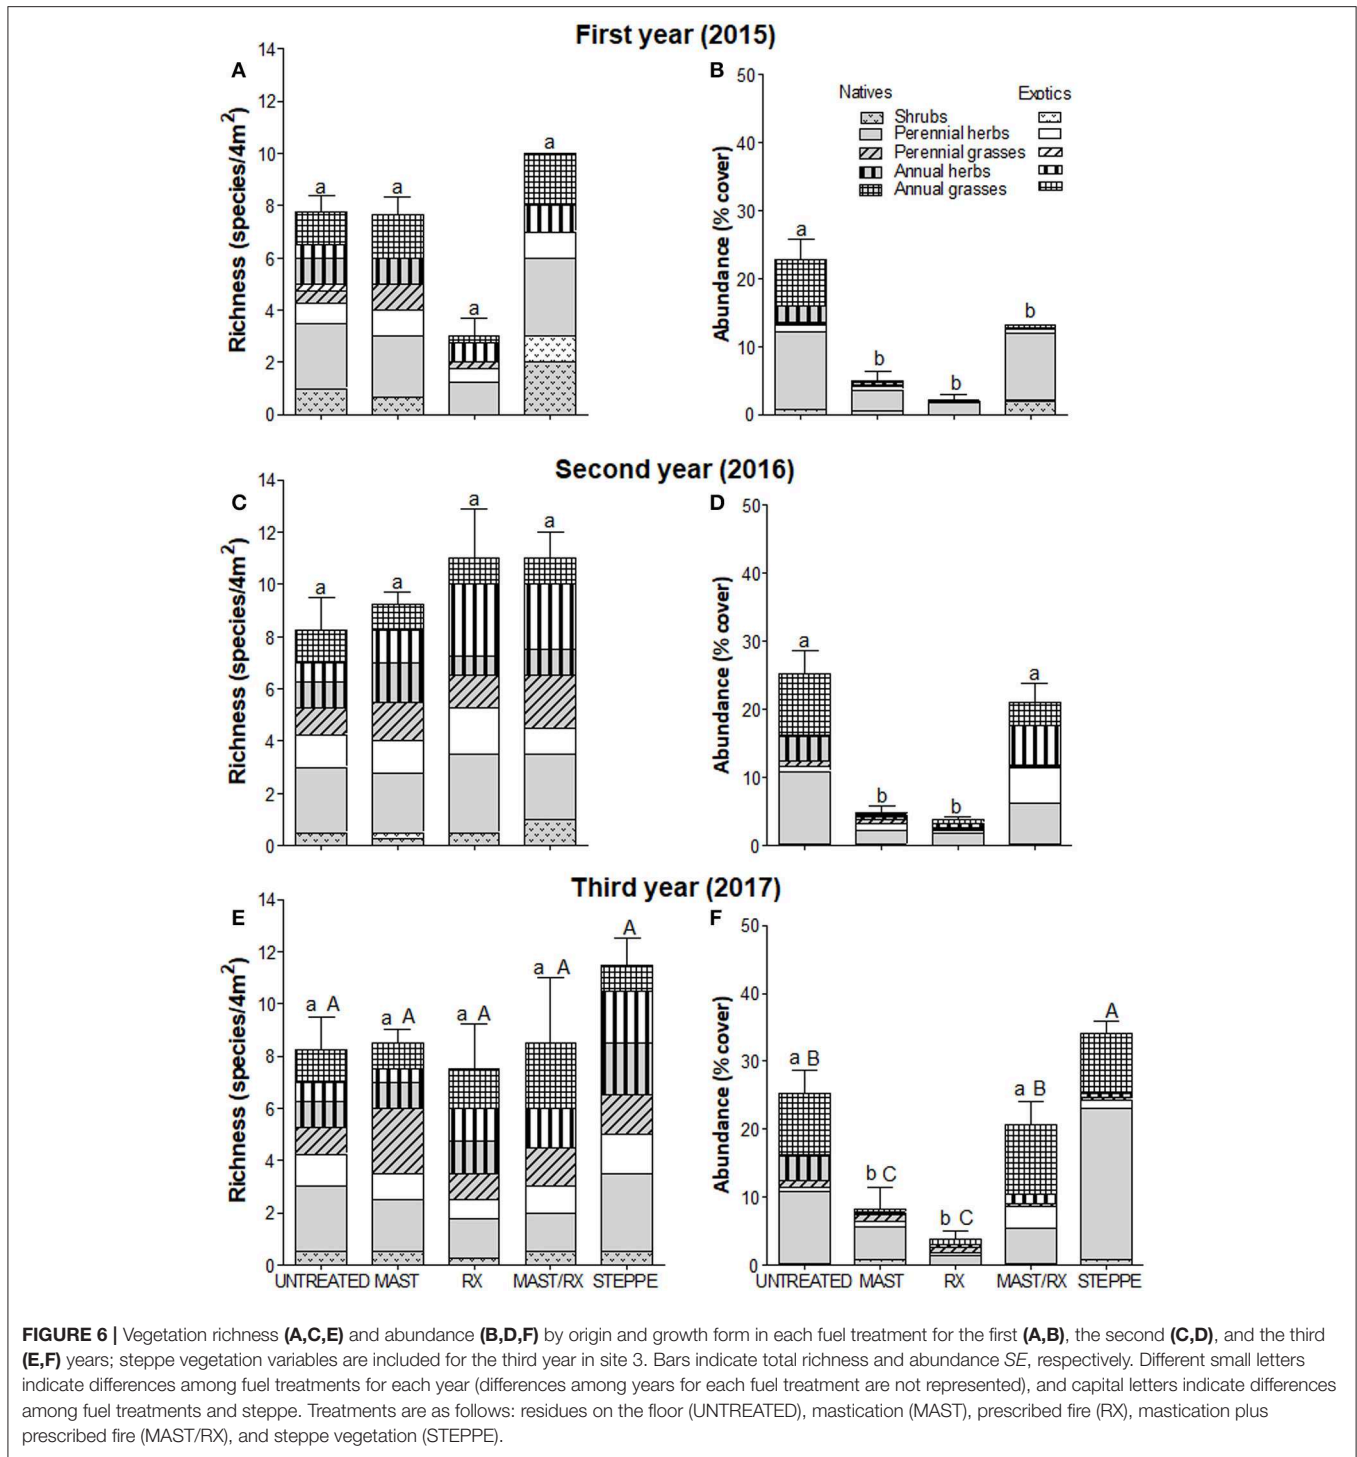 First year (2015)
A
Richness (species/4m²)
14
12
10
8
6
4
2
0
a
a
a
a
B
Abundance (% cover)
50
40
30
20
10
0
a
b
b
b
Natives
Exotics
Shrubs
Perennial herbs
Perennial grasses
Annual herbs
Annual grasses
Second year (2016)
C
Richness (species/4m²)
14
12
10
8
6
4
2
0
a
a
a
a
D
Abundance (% cover)
50
40
30
20
10
0
a
b
b
a
Third year (2017)
E
Richness (species/4m²)
14
12
10
8
6
4
2
0
a A
a A
a A
a A
A
UNTREATED MAST RX MAST/RX STEPPE
F
Abundance (% cover)
50
40
30
20
10
0
a B
b C
b C
a B
A
UNTREATED MAST RX MAST/RX STEPPE
FIGURE 6 | Vegetation richness (A,C,E) and abundance (B,D,F) by origin and growth form in each fuel treatment for the first (A,B), the second (C,D), and the third
(E,F) years; steppe vegetation variables are included for the third year in site 3. Bars indicate total richness and abundance SE, respectively. Different small letters
indicate differences among fuel treatments for each year (differences among years for each fuel treatment are not represented), and capital letters indicate differences
among fuel treatments and steppe. Treatments are as follows: residues on the floor (UNTREATED), mastication (MAST), prescribed fire (RX), mastication plus
prescribed fire (MAST/RX), and steppe vegetation (STEPPE).